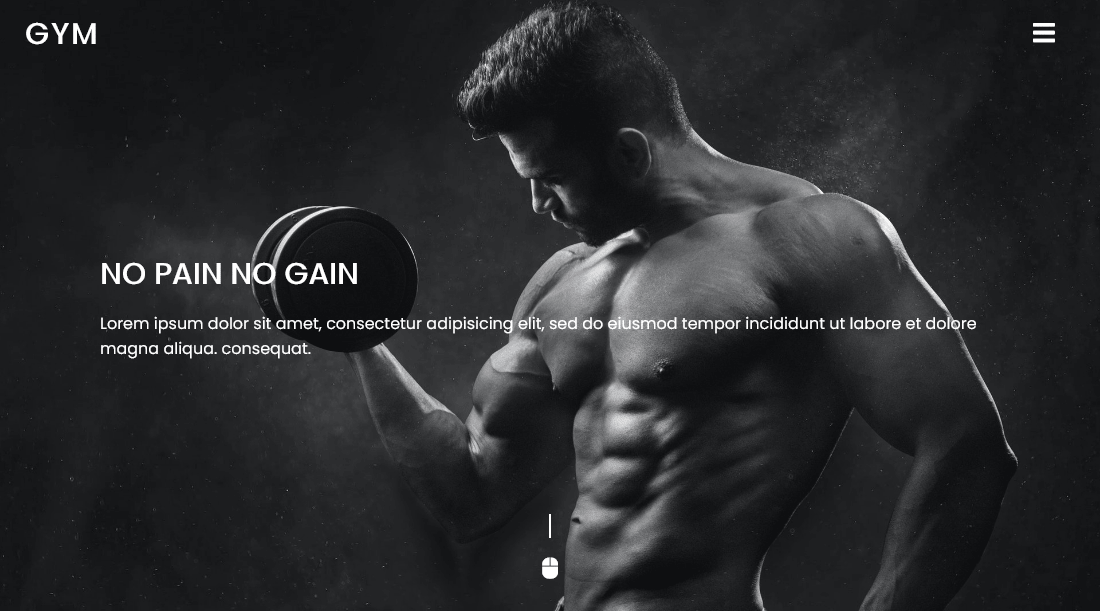 GYM
NO PAIN NO GAIN
Lorem ipsum dolor sit amet, consectetur adipisicing elit, sed do eiusmod tempor incididunt ut labore et dolore
magna aliqua. consequat.